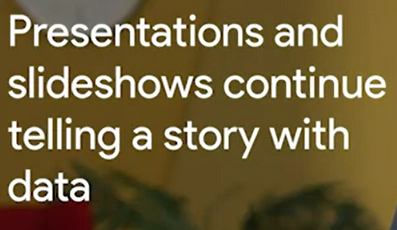 Presentations and
slideshows continue
telling a story with
data